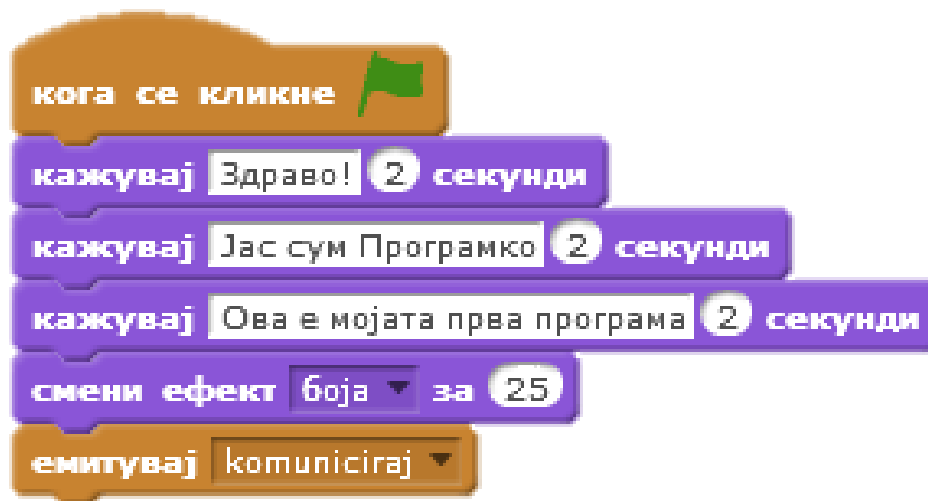 кога се кликне
кажувај Здраво! 2 секунди
кажувај Јас сум Програмко 2 секунди
кажувај Ова е мојата прва програма 2 секунди
смени ефект боја за 25
емитувај komuniciraj